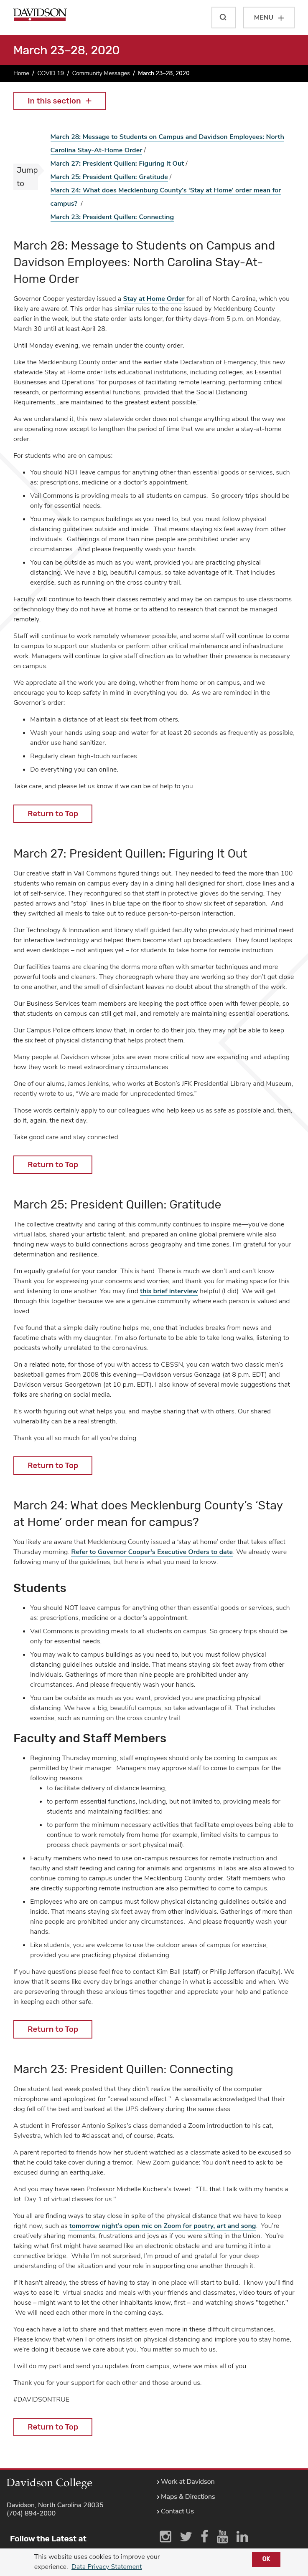 DAVIDSON
MENU +
March 23–28, 2020
Home / COVID 19 / Community Messages / March 23–28, 2020
In this section +
Jump
to
March 28: Message to Students on Campus and Davidson Employees: North
Carolina Stay-At-Home Order /
March 27: President Quillen: Figuring It Out /
March 25: President Quillen: Gratitude /
March 24: What does Mecklenburg County's ‘Stay at Home’ order mean for
campus? /
March 23: President Quillen: Connecting
March 28: Message to Students on Campus and
Davidson Employees: North Carolina Stay-At-
Home Order
Governor Cooper yesterday issued a Stay at Home Order for all of North Carolina, which you
likely are aware of. This order has similar rules to the one issued by Mecklenburg County
earlier in the week, but the state order lasts longer, for thirty days–from 5 p.m. on Monday,
March 30 until at least April 28.
Until Monday evening, we remain under the county order.
Like the Mecklenburg County order and the earlier state Declaration of Emergency, this new
statewide Stay at Home order lists educational institutions, including colleges, as Essential
Businesses and Operations “for purposes of facilitating remote learning, performing critical
research, or performing essential functions, provided that the Social Distancing
Requirements…are maintained to the greatest extent possible.”
As we understand it, this new statewide order does not change anything about the way we
are operating now except to lengthen the period of time that we are under a stay-at-home
order.
For students who are on campus:
• You should NOT leave campus for anything other than essential goods or services, such
as: prescriptions, medicine or a doctor’s appointment.
• Vail Commons is providing meals to all students on campus. So grocery trips should be
only for essential needs.
• You may walk to campus buildings as you need to, but you must follow physical
distancing guidelines outside and inside. That means staying six feet away from other
individuals. Gatherings of more than nine people are prohibited under any
circumstances. And please frequently wash your hands.
• You can be outside as much as you want, provided you are practicing physical
distancing. We have a big, beautiful campus, so take advantage of it. That includes
exercise, such as running on the cross country trail.
Faculty will continue to teach their classes remotely and may be on campus to use classrooms
or technology they do not have at home or to attend to research that cannot be managed
remotely.
Staff will continue to work remotely whenever possible, and some staff will continue to come
to campus to support our students or perform other critical maintenance and infrastructure
work. Managers will continue to give staff direction as to whether their presence is necessary
on campus.
We appreciate all the work you are doing, whether from home or on campus, and we
encourage you to keep safety in mind in everything you do. As we are reminded in the
Governor’s order:
• Maintain a distance of at least six feet from others.
• Wash your hands using soap and water for at least 20 seconds as frequently as possible,
and/or use hand sanitizer.
• Regularly clean high-touch surfaces.
• Do everything you can online.
Take care, and please let us know if we can be of help to you.
Return to Top
March 27: President Quillen: Figuring It Out
Our creative staff in Vail Commons figured things out. They needed to feed the more than 100
students who remain on campus every day in a dining hall designed for short, close lines and a
lot of self-service. They reconfigured so that staff in protective gloves do all the serving. They
pasted arrows and “stop” lines in blue tape on the floor to show six feet of separation. And
they switched all meals to take out to reduce person-to-person interaction.
Our Technology & Innovation and library staff guided faculty who previously had minimal need
for interactive technology and helped them become expert start up broadcasters. They found laptops
and even desktops – not antiques, yet – for students to take home for remote instruction.
Our facilities teams are cleaning the dorms more often with smarter techniques and more
powerful tools and cleaners. They choreograph where they are working so they don’t get close
to one another, and the smell of disinfectant leaves no doubt about the strength of the work.
Our Business Services team members are keeping the post office open with fewer people, so
that students on campus can still get mail, and remotely are maintaining essential operations.
Our Campus Police officers know that, in order to do their job, they may not be able to keep
the six feet of physical distancing that helps protect them.
Many people at Davidson whose jobs are even more critical now are expanding and adapting
how they work to meet extraordinary circumstances.
One of our alums, James Jenkins, who works at Boston’s JFK Presidential Library and Museum,
recently wrote to us, “We are made for unprecedented times.”
Those words certainly apply to our colleagues who help keep us as safe as possible and, then,
do it, again, the next day.
Take good care and stay connected.
Return to Top
March 25: President Quillen: Gratitude
The collective creativity and caring of this community continues to inspire me—you’ve done
virtual labs, shared your artistic talent, and prepared an online global premiere while also
finding new ways to build connections across geography and time zones. I’m grateful for your
determination and resilience.
I’m equally grateful for your candor. This is hard. There is much we don’t and can’t know.
Thank you for expressing your concerns and worries, and thank you for making space for this
and listening to one another. You may find this brief interview helpful (I did). We will get
through this together because we are a genuine community where each person is valued and
loved.
I’ve found that a simple daily routine helps me, one that includes breaks from news and
facetime chats with my daughter. I’m also fortunate to be able to take long walks, listening to
podcasts wholly unrelated to the coronavirus.
On a related note, for those of you with access to CBSSN, you can watch two classic men’s
basketball games from 2008 this evening—Davidson versus Gonzaga (at 8 p.m. EDT) and
Davidson versus Georgetown (at 10 p.m. EDT). I also know of several movie suggestions that
folks are sharing on social media.
It’s worth figuring out what helps you, and maybe sharing that with others. Our shared
vulnerability can be a real strength.
Thank you all so much for all you’re doing.
Return to Top
March 24: What does Mecklenburg County’s ‘Stay
at Home’ order mean for campus?
You likely are aware that Mecklenburg County issued a ‘stay at home’ order that takes effect
Thursday morning. Refer to Governor Cooper's Executive Orders to date. We already were
following many of the guidelines, but here is what you need to know:
Students
• You should NOT leave campus for anything other than essential goods or services, such
as: prescriptions, medicine or a doctor’s appointment.
• Vail Commons is providing meals to all students on campus. So grocery trips should be
only for essential needs.
• You may walk to campus buildings as you need to, but you must follow physical
distancing guidelines outside and inside. That means staying six feet away from other
individuals. Gatherings of more than nine people are prohibited under any
circumstances, And please frequently wash your hands.
• You can be outside as much as you want, provided you are practicing physical
distancing. We have a big, beautiful campus, so take advantage of it. That includes
exercise, such as running on the cross country trail.
Faculty and Staff Members
• Beginning Thursday morning, staff employees should only be coming to campus as
permitted by their manager. Managers may approve staff to come to campus for the
following reasons:
• to facilitate delivery of distance learning;
• to perform essential functions, including, but not limited to, providing meals for
students and maintaining facilities; and
• to perform the minimum necessary activities that facilitate employees being able to
continue to work remotely from home (for example, limited visits to campus to
process check payments or sort physical mail).
• Faculty members who need to use on-campus resources for remote instruction and
faculty and staff feeding and caring for animals and organisms in labs are also allowed to
continue coming to campus under the Mecklenburg County order. Staff members who
are directly supporting remote instruction also are permitted to come to campus.
• Employees who are on campus must follow physical distancing guidelines outside and
inside. That means staying six feet away from other individuals. Gatherings of more than
nine people are prohibited under any circumstances. And please frequently wash your
hands.
• Like students, you are welcome to use the outdoor areas of campus for exercise,
provided you are practicing physical distancing.
If you have questions please feel free to contact Kim Ball (staff) or Philip Jefferson (faculty). We
know that it seems like every day brings another change in what is accessible and when. We
are persevering through these anxious times together and appreciate your help and patience
in keeping each other safe.
Return to Top
March 23: President Quillen: Connecting
One student last week posted that they didn't realize the sensitivity of the computer
microphone and apologized for "cereal sound effect." A classmate acknowledged that their
dog fell off the bed and barked at the UPS delivery during the same class.
A student in Professor Antonio Spikes's class demanded a Zoom introduction to his cat,
Sylvestra, which led to #classcat and, of course, #cats.
A parent reported to friends how her student watched as a classmate asked to be excused so
that he could take cover during a tremor. New Zoom guidance: You don't need to ask to be
excused during an earthquake.
And you may have seen Professor Michelle Kuchera's tweet: "TIL that I talk with my hands a
lot. Day 1 of virtual classes for us."
You all are finding ways to stay close in spite of the physical distance that we have to keep
right now, such as tomorrow night's open mic on Zoom for poetry, art and song. You're
creatively sharing moments, frustrations and joys as if you were sitting in the Union. You're
taking what first might have looked like an electronic obstacle and are turning it into a
connective bridge. While I'm not surprised, I'm proud of and grateful for your deep
understanding of the situation and your role in supporting one another through it.
If it hasn't already, the stress of having to stay in one place will start to build. I know you'll find
ways to ease it: virtual snacks and meals with your friends and classmates, video tours of your
house – might want to let the other inhabitants know, first – and watching shows "together."
We will need each other more in the coming days.
You each have a lot to share and that matters even more in these difficult circumstances.
Please know that when I or others insist on physical distancing and implore you to stay home,
we're doing it because we care about you. You matter so much to us.
I will do my part and send you updates from campus, where we miss all of you.
Thank you for your support for each other and those around us.
#DAVIDSONTRUE
Return to Top
Davidson College
Davidson, North Carolina 28035
(704) 894-2000
› Work at Davidson
› Maps & Directions
› Contact Us
Follow the Latest at
This website uses cookies to improve your
experience. Data Privacy Statement
OK